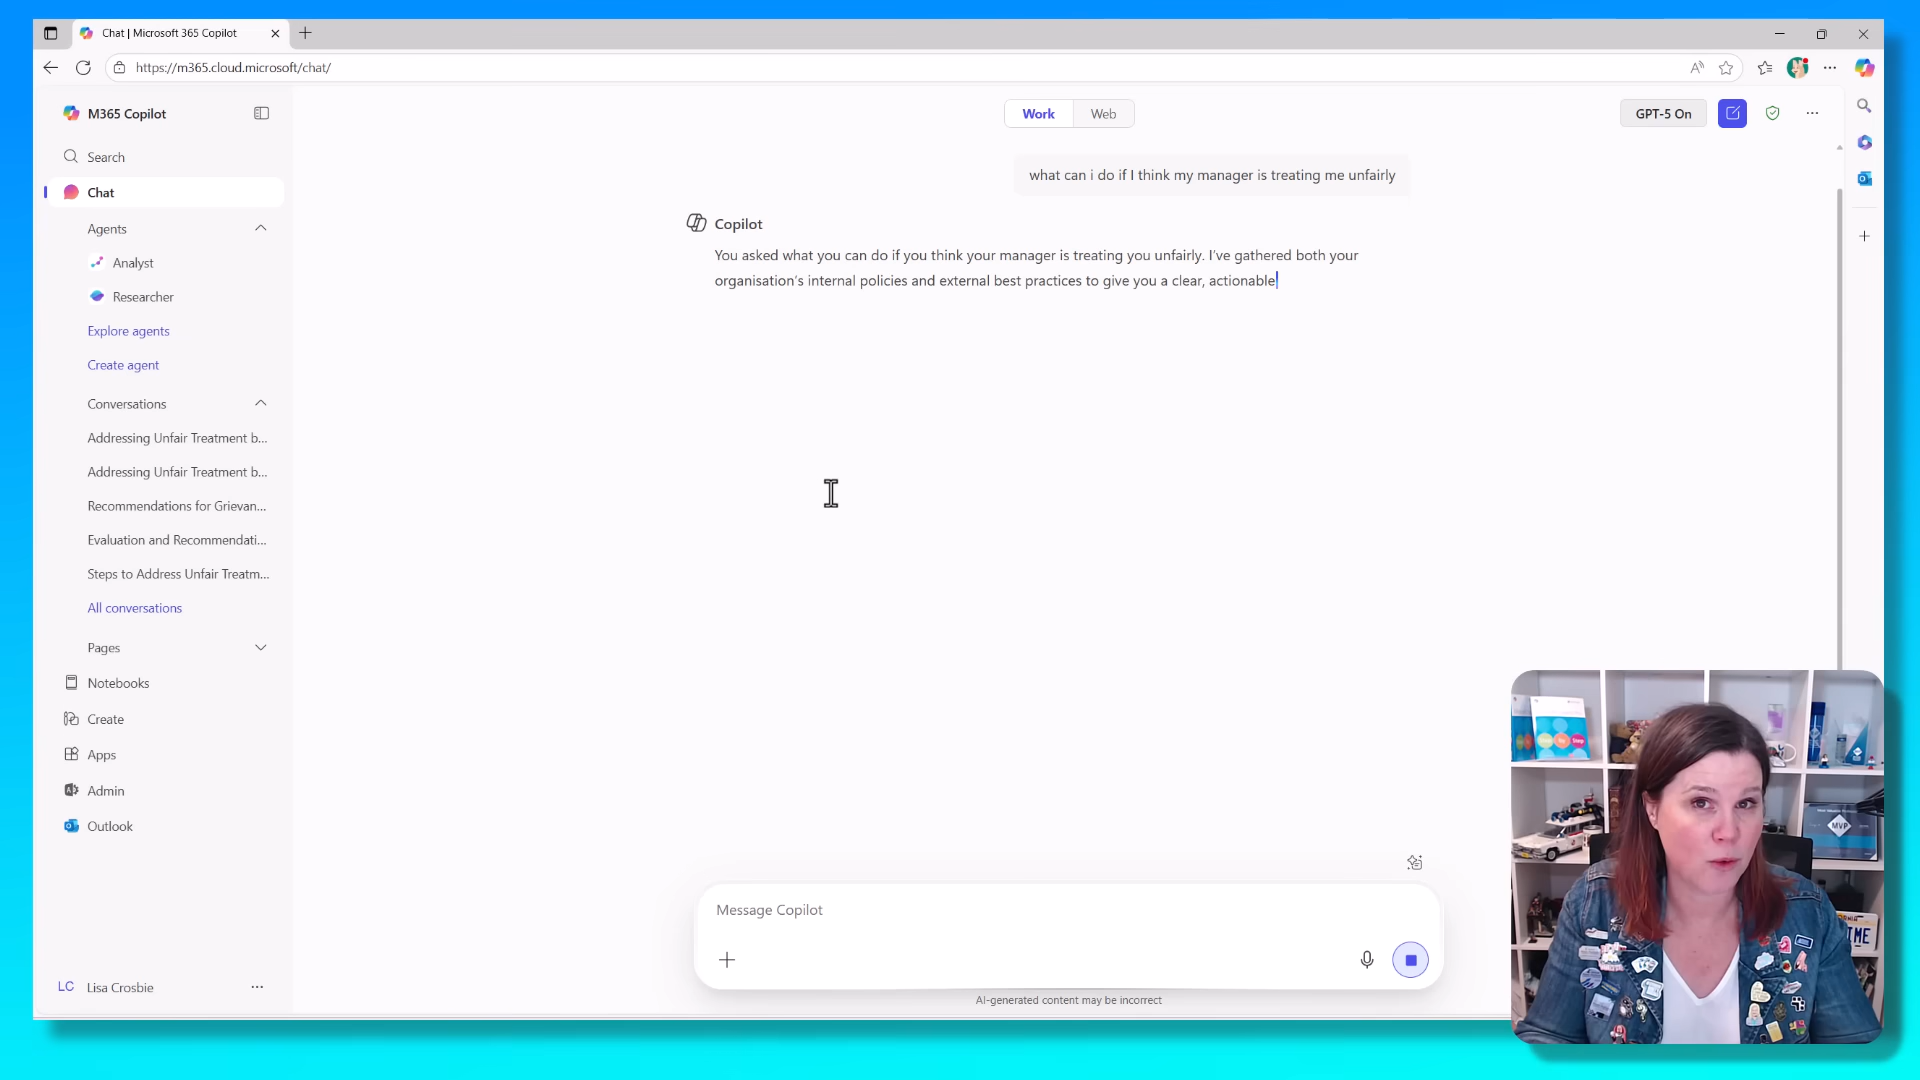 Chat | Microsoft 365 Copilot
https://m365.cloud.microsoft/chat/
M365 Copilot
Work
Web
GPT-5 On
Search
Chat
Agents
Analyst
Researcher
Explore agents
Create agent
Conversations
Addressing Unfair Treatment b...
Addressing Unfair Treatment b...
Recommendations for Grievan...
Evaluation and Recommendati...
Steps to Address Unfair Treatm...
All conversations
Pages
Notebooks
Create
Apps
Admin
Outlook
LC Lisa Crosbie
what can i do if I think my manager is treating me unfairly
Copilot
You asked what you can do if you think your manager is treating you unfairly. I've gathered both your
organisation's internal policies and external best practices to give you a clear, actionable
Message Copilot
AI-generated content may be incorrect
MVP